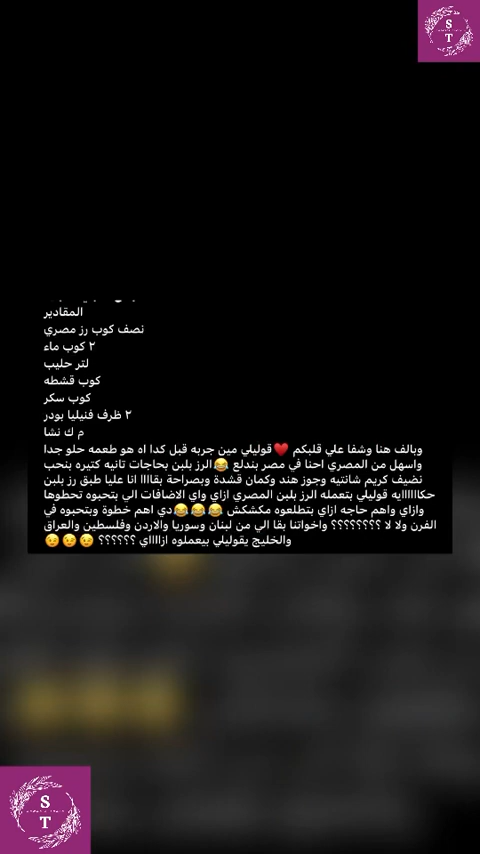 S
T
المقادير
نصف كوب رز مصري
٢ كوب ماء
لتر حليب
كوب قشطه
كوب سكر
٢ ظرف فنيليا بودر
م ك نشا
وبالف هنا وشفا علي قلبكم ❤️ قوليلي مين جربه قبل كدا اه هو طعمه حلو جدا
واسهل من المصري احنا في مصر بندلع 😂 الرز بلبن بحاجات تانيه كتيره بنحب
نضيف كريم شانتيه وجوز هند وكمان قشدة وبصراحة بقاااا انا عليا طبق رز بلبن
حكاااااايه قوليلي بتعمله الرز بلبن المصري ازاي واي الاضافات الي بتحبوه تحطوها
وازاي واهم حاجه ازاي بتطلعوه مكشكش 😂😂😂دي اهم خطوة وبتحبوه في
الفرن ولا لا ؟؟؟؟؟؟؟؟ واخواتنا بقا الي من لبنان وسوريا والاردن وفلسطين والعراق
والخليج يقوليلي بيعملوه ازااااي ؟؟؟؟؟؟ 😉 😉 😉
S
T